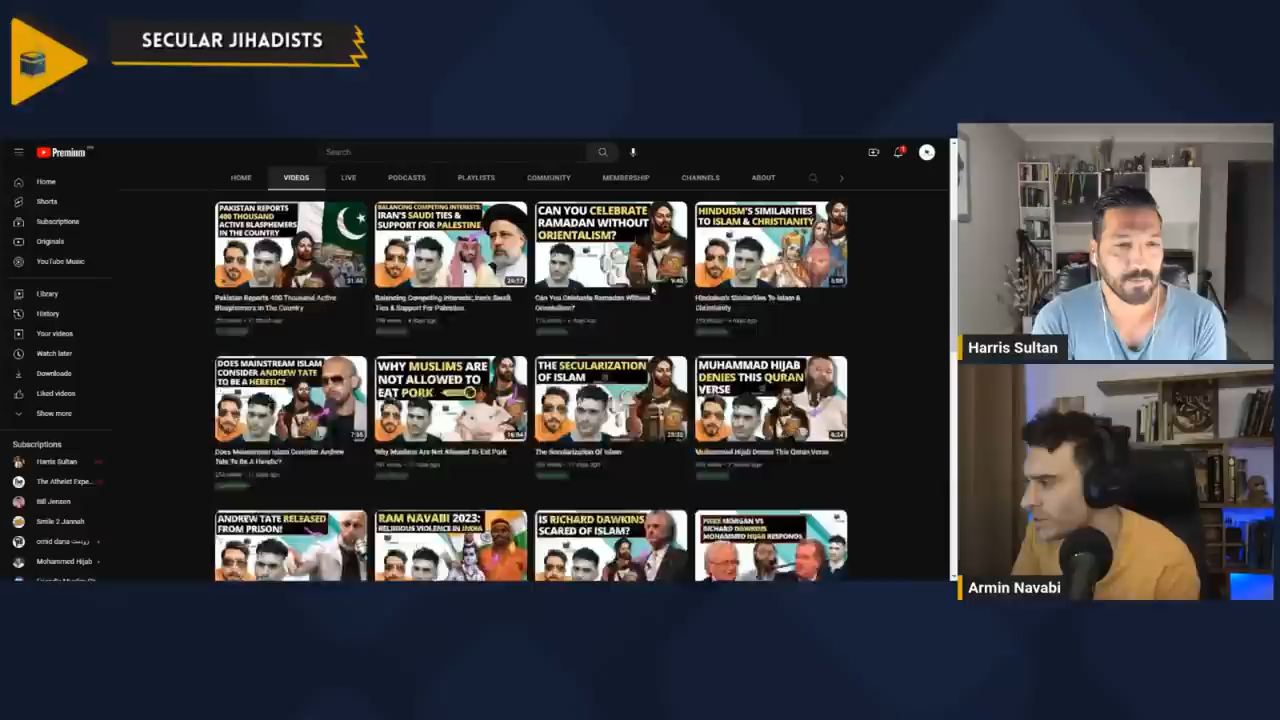 SECULAR JIHADISTS
Premium
Search
HOME
VIDEOS
LIVE
PODCASTS
PLAYLISTS
COMMUNITY
MEMBERSHIP
CHANNELS
ABOUT
Home
Shorts
Subscriptions
Originals
YouTube Music
Library
History
Your videos
Watch later
Downloads
Liked videos
Show more
Subscriptions
Harris Sultan
The Atheist Expe...
Bill Jensen
Smile 2 Jannah
omid dana
Mohammed Hijab
PAKISTAN REPORTS
400 THOUSAND
ACTIVE BLASPHEMERS
IN THE COUNTRY
Pakistan Reports 400 Thousand Active
Blasphemers In The Country
BALANCING COMPETING INTERESTS:
IRAN'S SAUDI TIES &
SUPPORT FOR PALESTINE
Balancing Competing Interests: Iran's Saudi
Ties & Support For Palestine
CAN YOU CELEBRATE
RAMADAN WITHOUT
ORIENTALISM?
9:40
Can You Celebrate Ramadan Without
Orientalism?
HINDUISM'S SIMILARITIES
TO ISLAM & CHRISTIANITY
Hinduism's Similarities To Islam &
Christianity
DOES MAINSTREAM ISLAM
CONSIDER ANDREW TATE
TO BE A HERETIC?
Does Mainstream Islam Consider Andrew
Tate To Be A Heretic?
WHY MUSLIMS ARE
NOT ALLOWED TO
EAT PORK
Why Muslims Are Not Allowed To Eat Pork
THE SECULARIZATION
OF ISLAM
The Secularization Of Islam
MUHAMMAD HIJAB
DENIES THIS QURAN
VERSE
Muhammad Hijab Denies This Quran Verse
ANDREW TATE RELEASED
FROM PRISON!
RAM NAVABI 2023:
RELIGIOUS VIOLENCE IN INDIA
IS RICHARD DAWKINS
SCARED OF ISLAM?
PIERS MORGAN VS
RICHARD DAWKINS
MOHAMMED HIJAB RESPONDS
Harris Sultan
SCIENCE
Armin Navabi